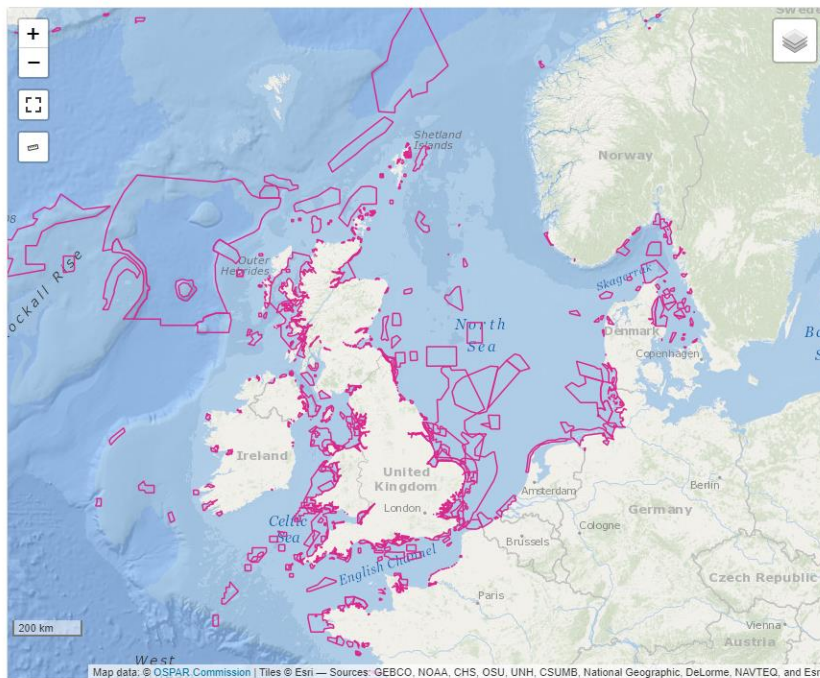 +
−
Swede
Shetland
Islands
Norway
Rockall Rise
Outer
Hebrides
Skagerrak
North
Sea
Denmark
Copenhagen
Ba
S
Ireland
United
Kingdom
London
Amsterdam
Berlin
Germany
Celtic
Sea
Brussels
Cologne
English Channel
Paris
Czech Republic
Vienna
Austria
200 km
West
Map data: © OSPAR Commission | Tiles © Esri — Sources: GEBCO, NOAA, CHS, OSU, UNH, CSUMB, National Geographic, DeLorme, NAVTEQ, and Esri